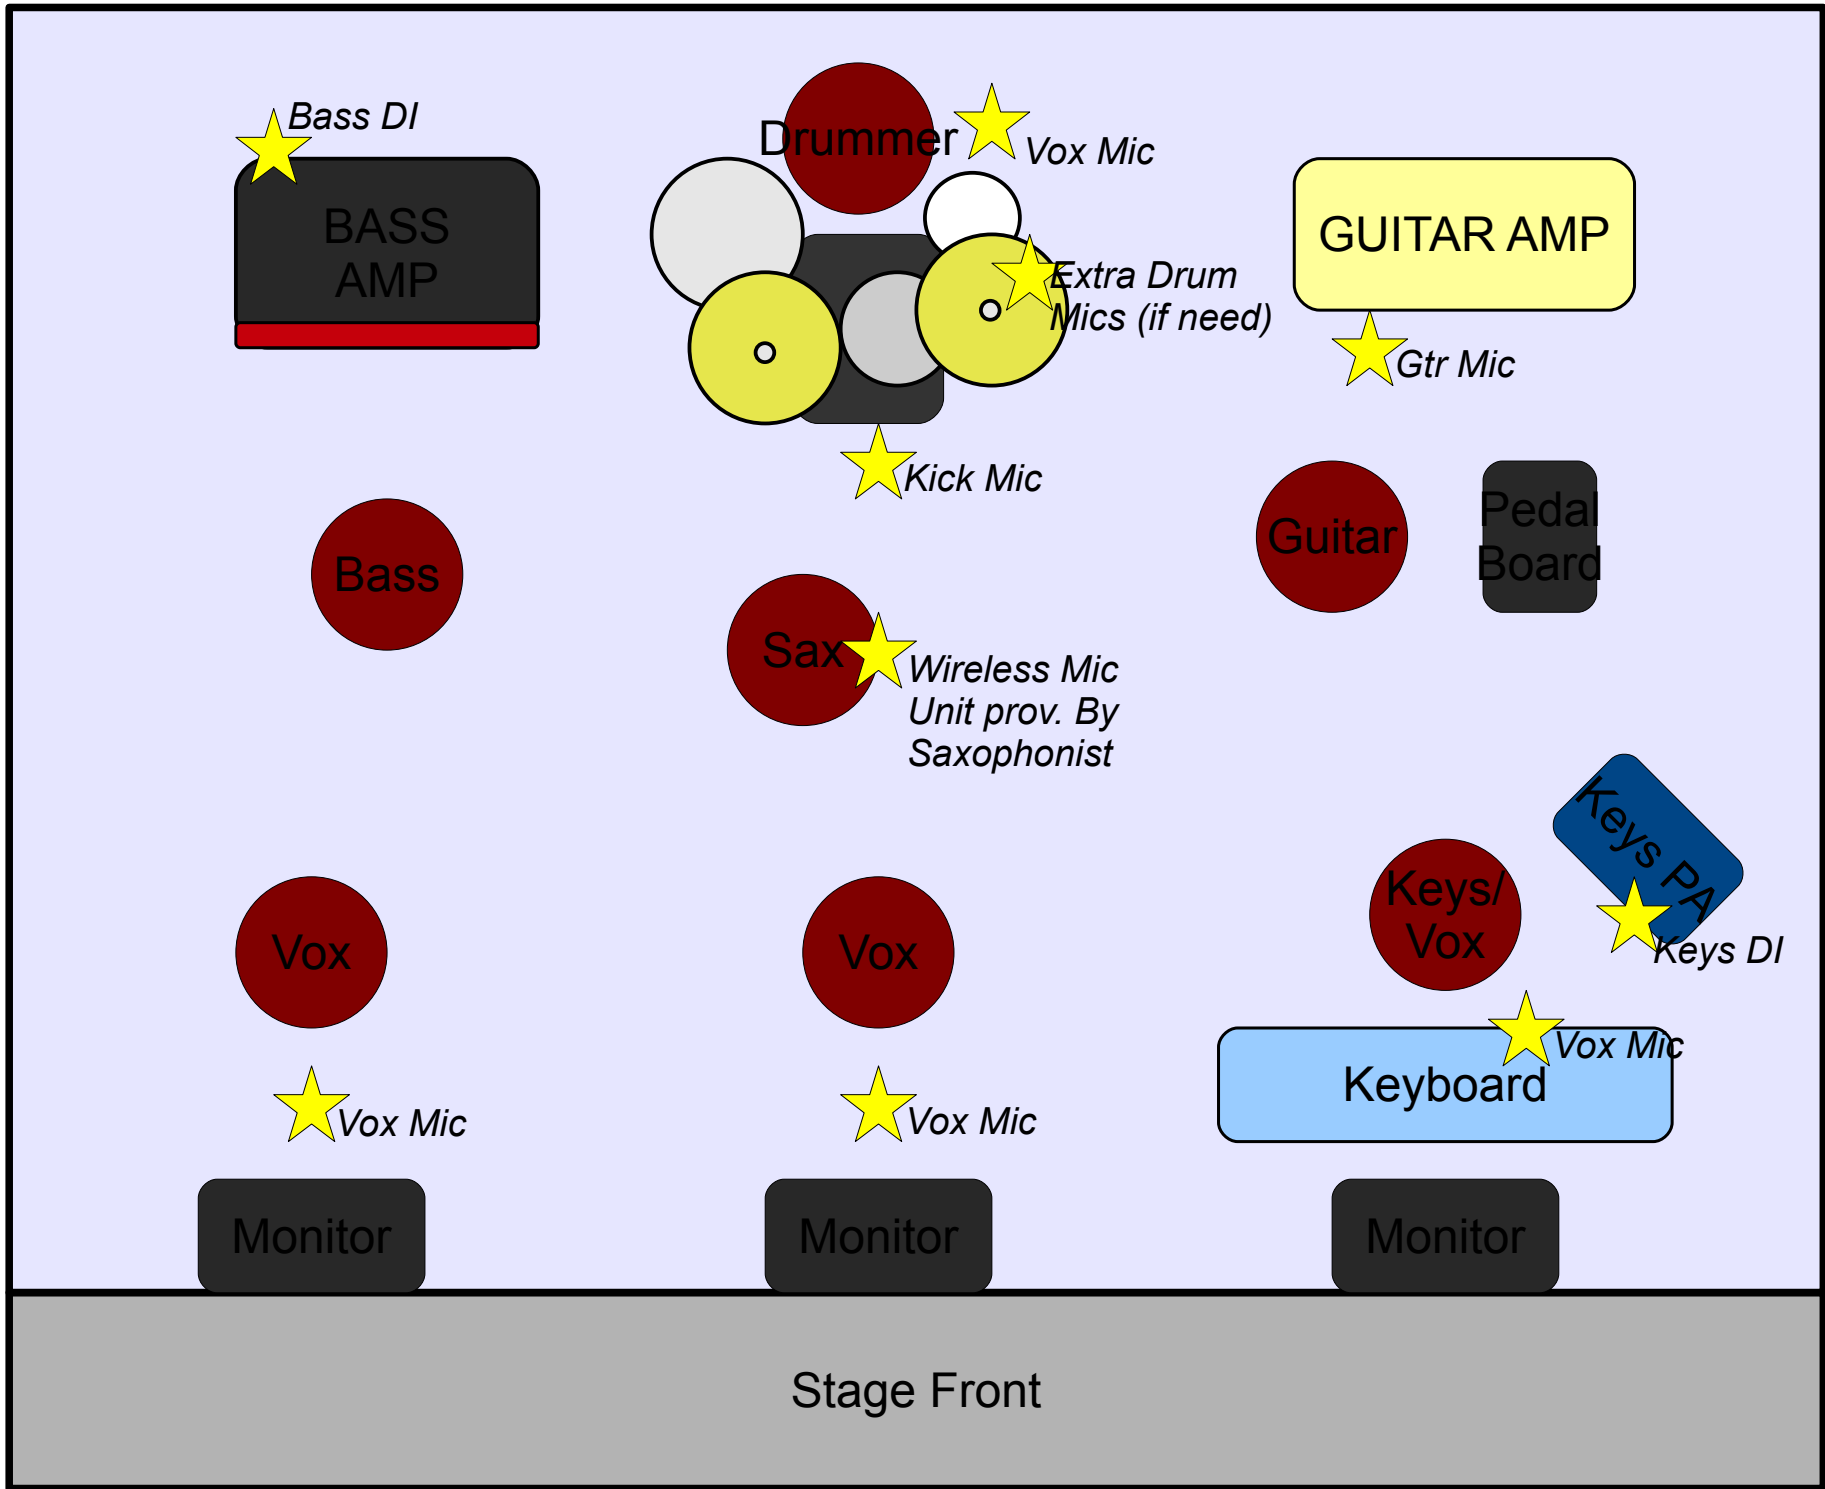 Bass DI
Drummer
Vox Mic
BASS
AMP
GUITAR AMP
Extra Drum
Mics (if need)
Gtr Mic
Kick Mic
Bass
Guitar
Pedal
Board
Sax
Wireless Mic
Unit prov. By
Saxophonist
Keys PA
Vox
Vox
Keys/
Vox
Keys DI
Vox Mic
Keyboard
Vox Mic
Vox Mic
Monitor
Monitor
Monitor
Stage Front